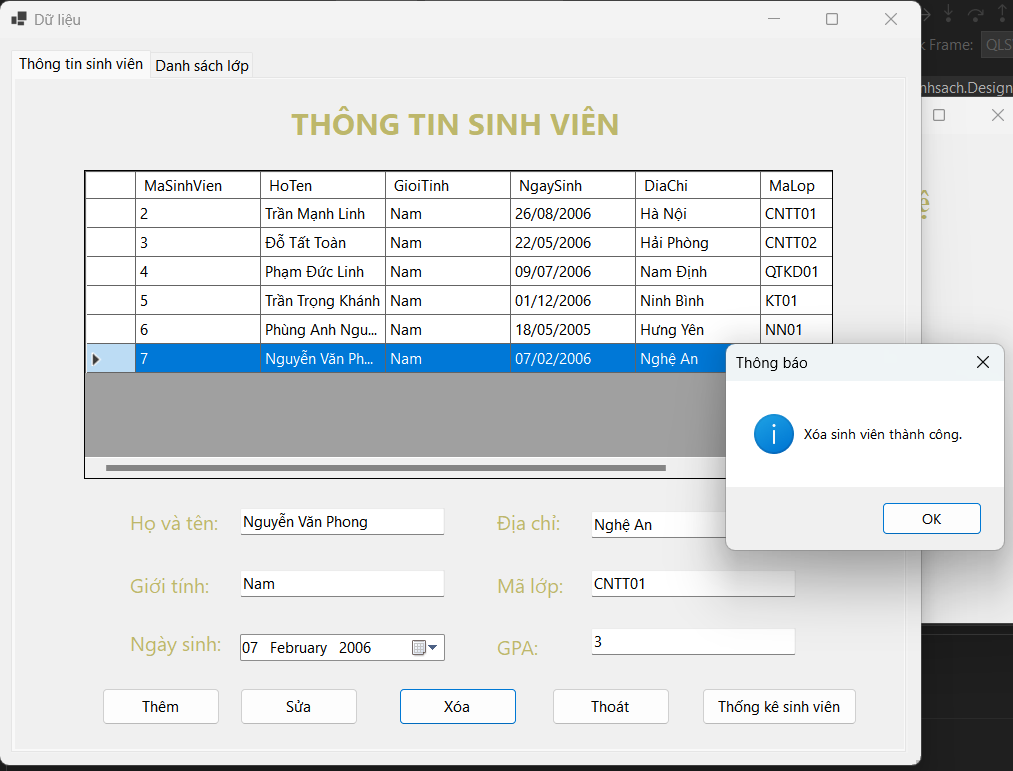 Dữ liệu
Frame: QLS
Thông tin sinh viên Danh sách lớp
nhsach.Design
THÔNG TIN SINH VIÊN
MaSinhVien HoTen GioiTinh NgaySinh DiaChi MaLop
2 Trần Mạnh Linh Nam 26/08/2006 Hà Nội CNTT01
3 Đỗ Tất Toàn Nam 22/05/2006 Hải Phòng CNTT02
4 Phạm Đức Linh Nam 09/07/2006 Nam Định QTKD01
5 Trần Trọng Khánh Nam 01/12/2006 Ninh Bình KT01
6 Phùng Anh Ngu... Nam 18/05/2005 Hưng Yên NN01
7 Nguyễn Văn Ph... Nam 07/02/2006 Nghệ An
Thông báo
Xóa sinh viên thành công.
OK
Họ và tên: Nguyễn Văn Phong Địa chỉ: Nghệ An
Giới tính: Nam Mã lớp: CNTT01
Ngày sinh: 07 February 2006 GPA: 3
Thêm Sửa Xóa Thoát Thống kê sinh viên